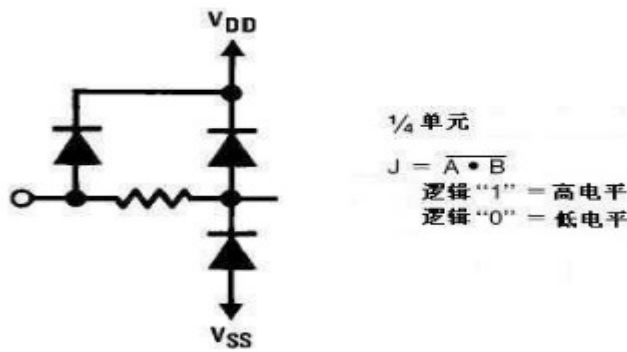 VDD
VSS
¼ 单元
J = A • B
逻辑“1” = 高电平
逻辑“0” = 低电平